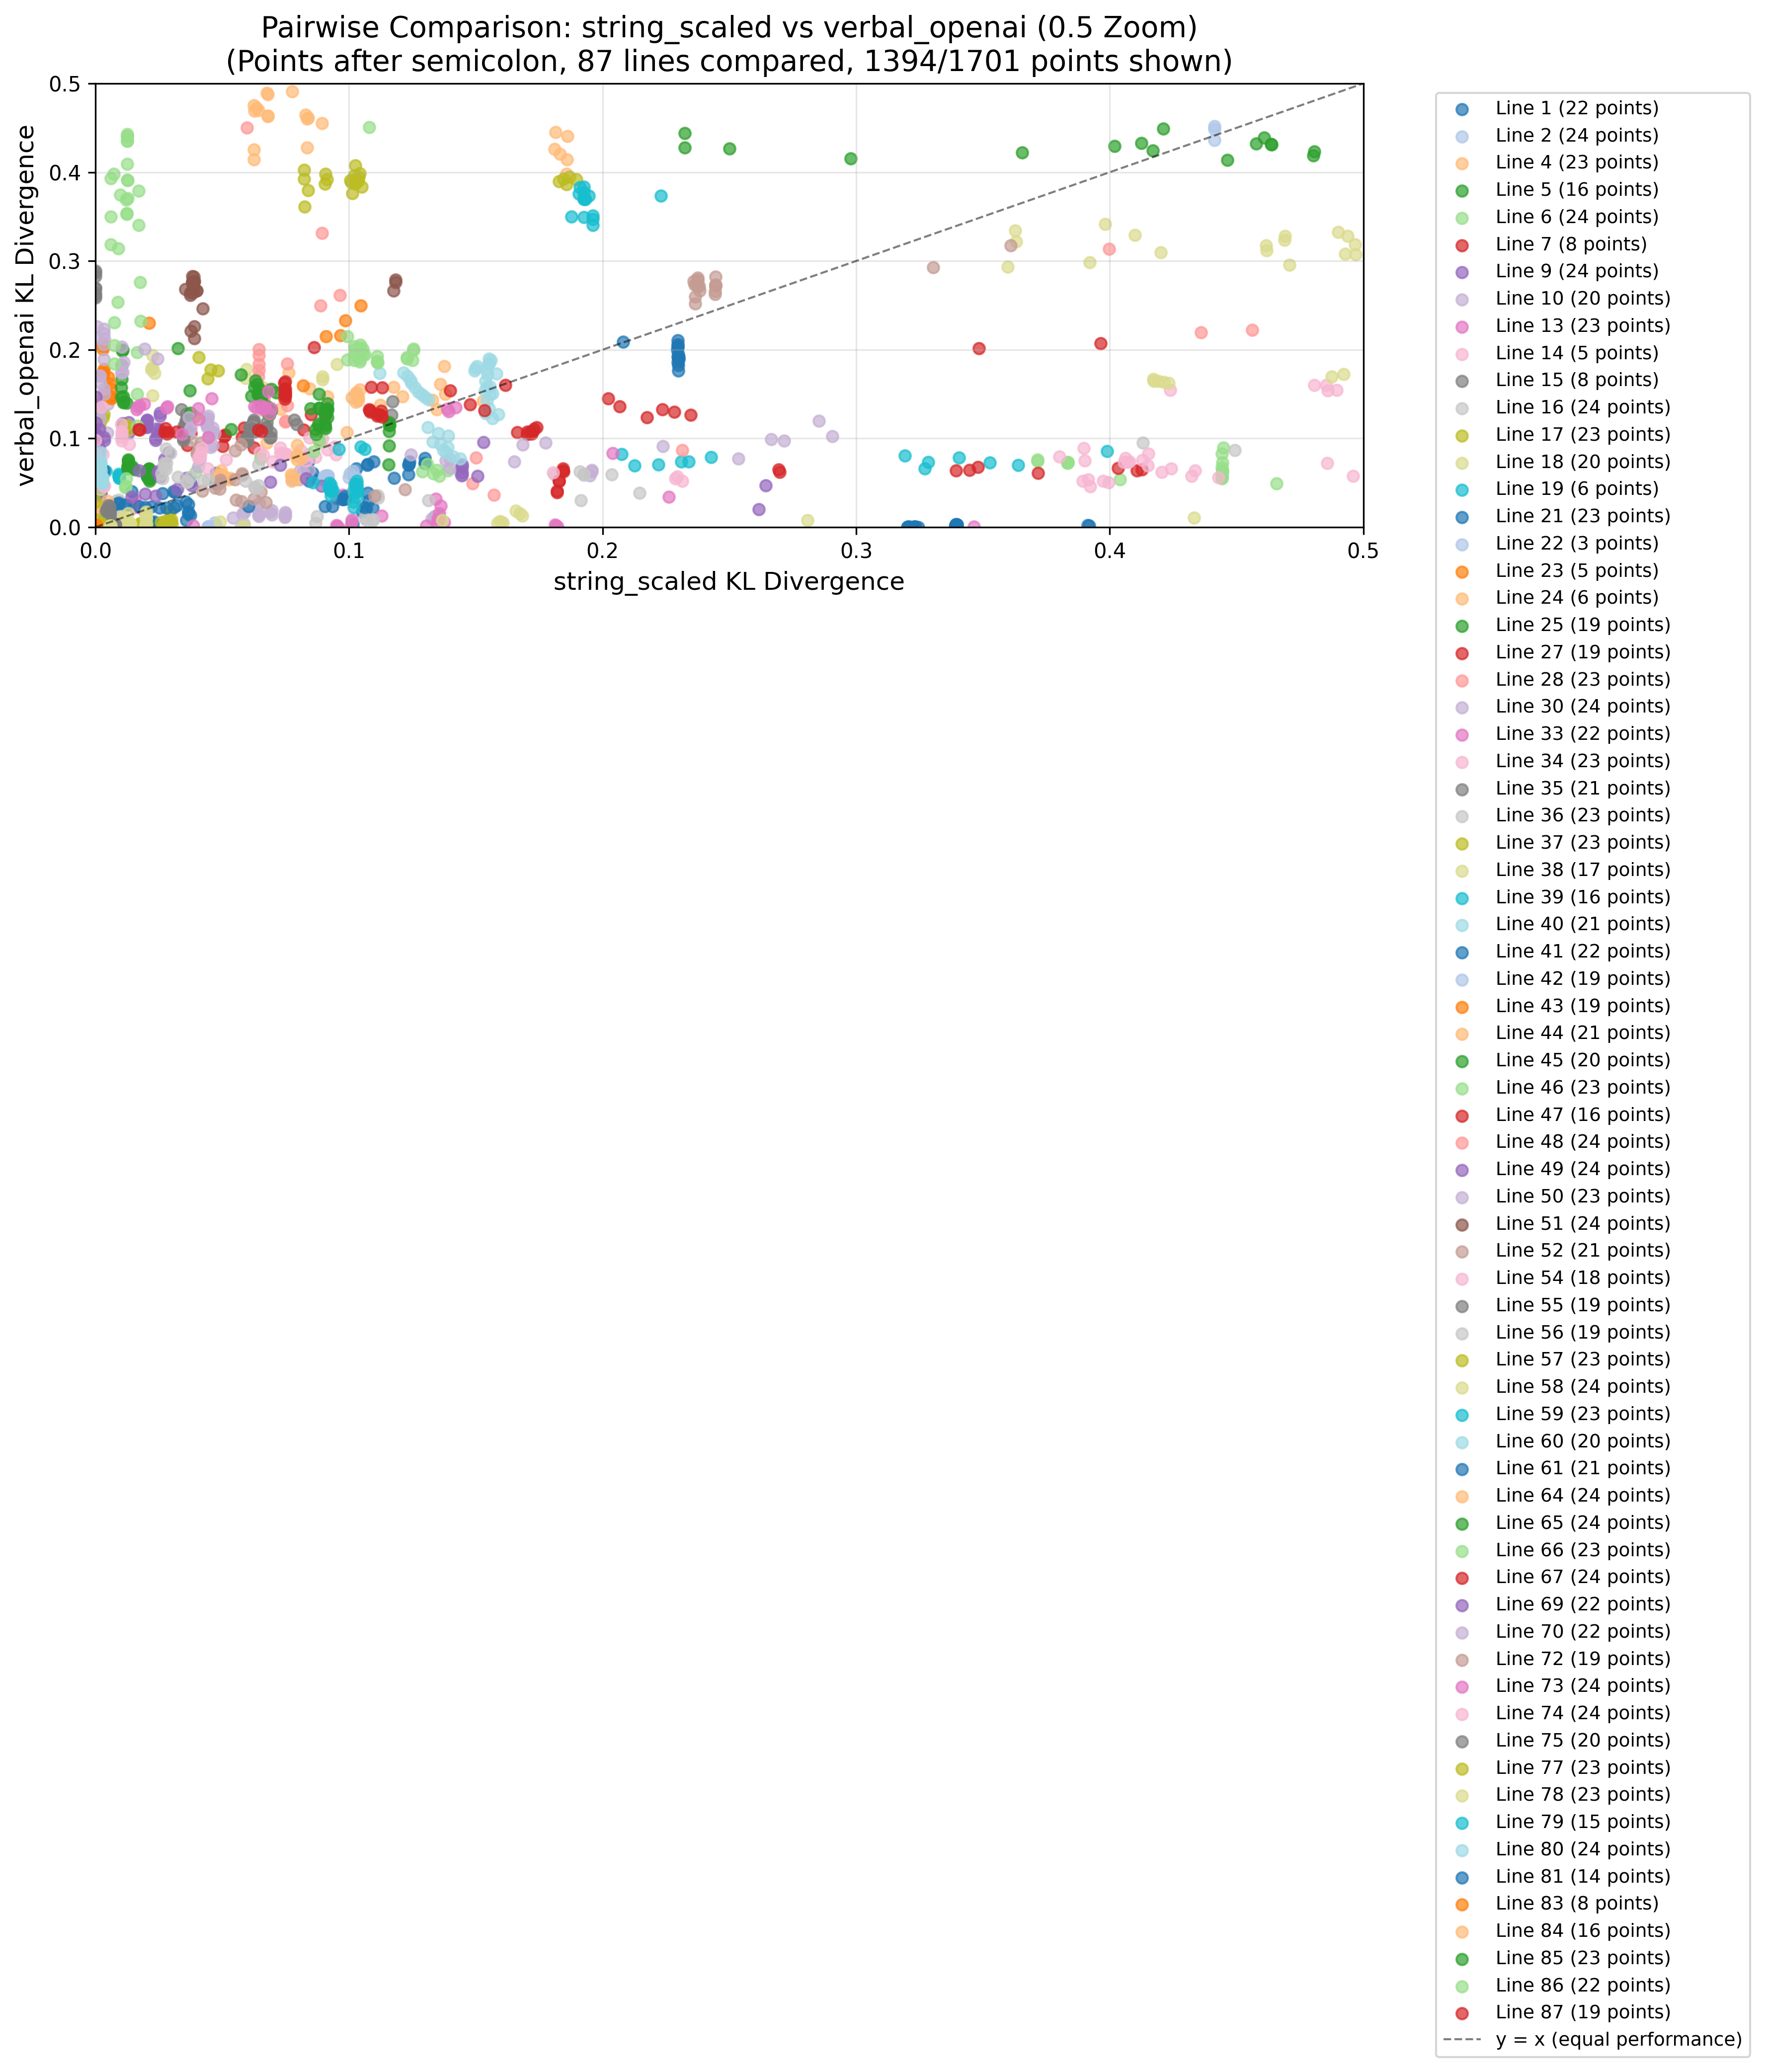 Pairwise Comparison: string_scaled vs verbal_openai (0.5 Zoom)
(Points after semicolon, 87 lines compared, 1394/1701 points shown)
verbal_openai KL Divergence
0.5
0.4
0.3
0.2
0.1
0.0
0.0 0.1 0.2 0.3 0.4 0.5
string_scaled KL Divergence
Line 1 (22 points)
Line 2 (24 points)
Line 4 (23 points)
Line 5 (16 points)
Line 6 (24 points)
Line 7 (8 points)
Line 9 (24 points)
Line 10 (20 points)
Line 13 (23 points)
Line 14 (5 points)
Line 15 (8 points)
Line 16 (24 points)
Line 17 (23 points)
Line 18 (20 points)
Line 19 (6 points)
Line 21 (23 points)
Line 22 (3 points)
Line 23 (5 points)
Line 24 (6 points)
Line 25 (19 points)
Line 27 (19 points)
Line 28 (23 points)
Line 30 (24 points)
Line 33 (22 points)
Line 34 (23 points)
Line 35 (21 points)
Line 36 (23 points)
Line 37 (23 points)
Line 38 (17 points)
Line 39 (16 points)
Line 40 (21 points)
Line 41 (22 points)
Line 42 (19 points)
Line 43 (19 points)
Line 44 (21 points)
Line 45 (20 points)
Line 46 (23 points)
Line 47 (16 points)
Line 48 (24 points)
Line 49 (24 points)
Line 50 (23 points)
Line 51 (24 points)
Line 52 (21 points)
Line 54 (18 points)
Line 55 (19 points)
Line 56 (19 points)
Line 57 (23 points)
Line 58 (24 points)
Line 59 (23 points)
Line 60 (20 points)
Line 61 (21 points)
Line 64 (24 points)
Line 65 (24 points)
Line 66 (23 points)
Line 67 (24 points)
Line 69 (22 points)
Line 70 (22 points)
Line 72 (19 points)
Line 73 (24 points)
Line 74 (24 points)
Line 75 (20 points)
Line 77 (23 points)
Line 78 (23 points)
Line 79 (15 points)
Line 80 (24 points)
Line 81 (14 points)
Line 83 (8 points)
Line 84 (16 points)
Line 85 (23 points)
Line 86 (22 points)
Line 87 (19 points)
y = x (equal performance)